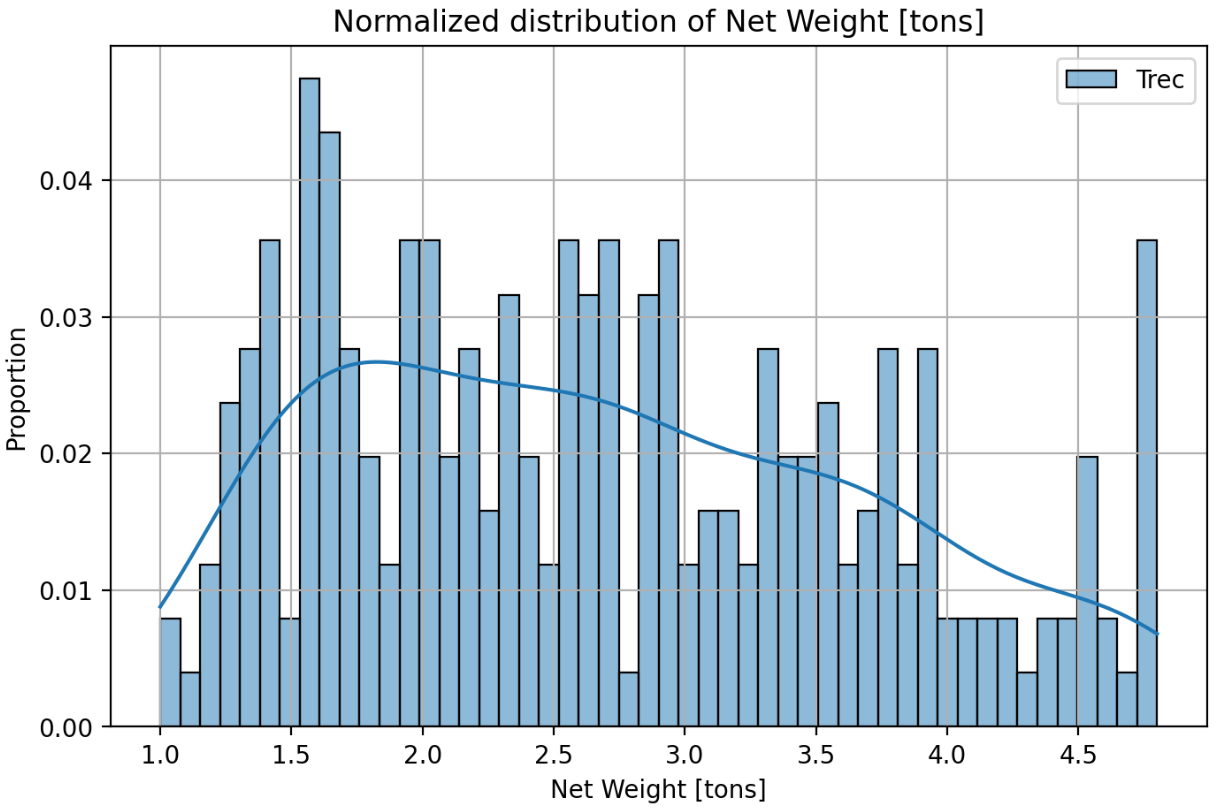 Normalized distribution of Net Weight [tons]
Trec
0.04
0.03
0.02
0.01
0.00
Proportion
1.0 1.5 2.0 2.5 3.0 3.5 4.0 4.5
Net Weight [tons]